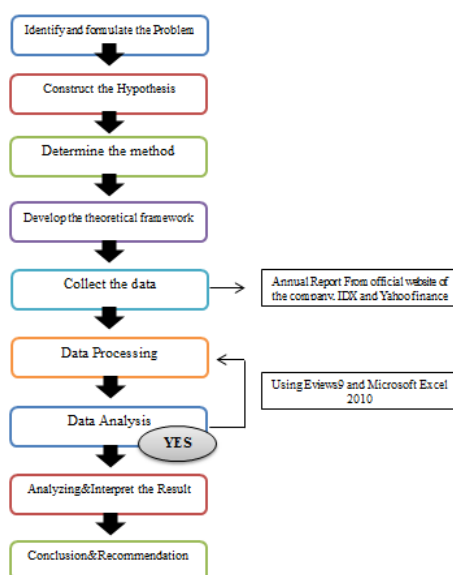 Identify and formulate the Problem
Construct the Hypothesis
Determine the method
Develop the theoretical framework
Collect the data
Annual Report From official website of
the company, IDX and Yahoo finance
Data Processing
Using Eviews9 and Microsoft Excel
2010
Data Analysis
YES
Analyzing&Interpret the Result
Conclusion&Recommendation